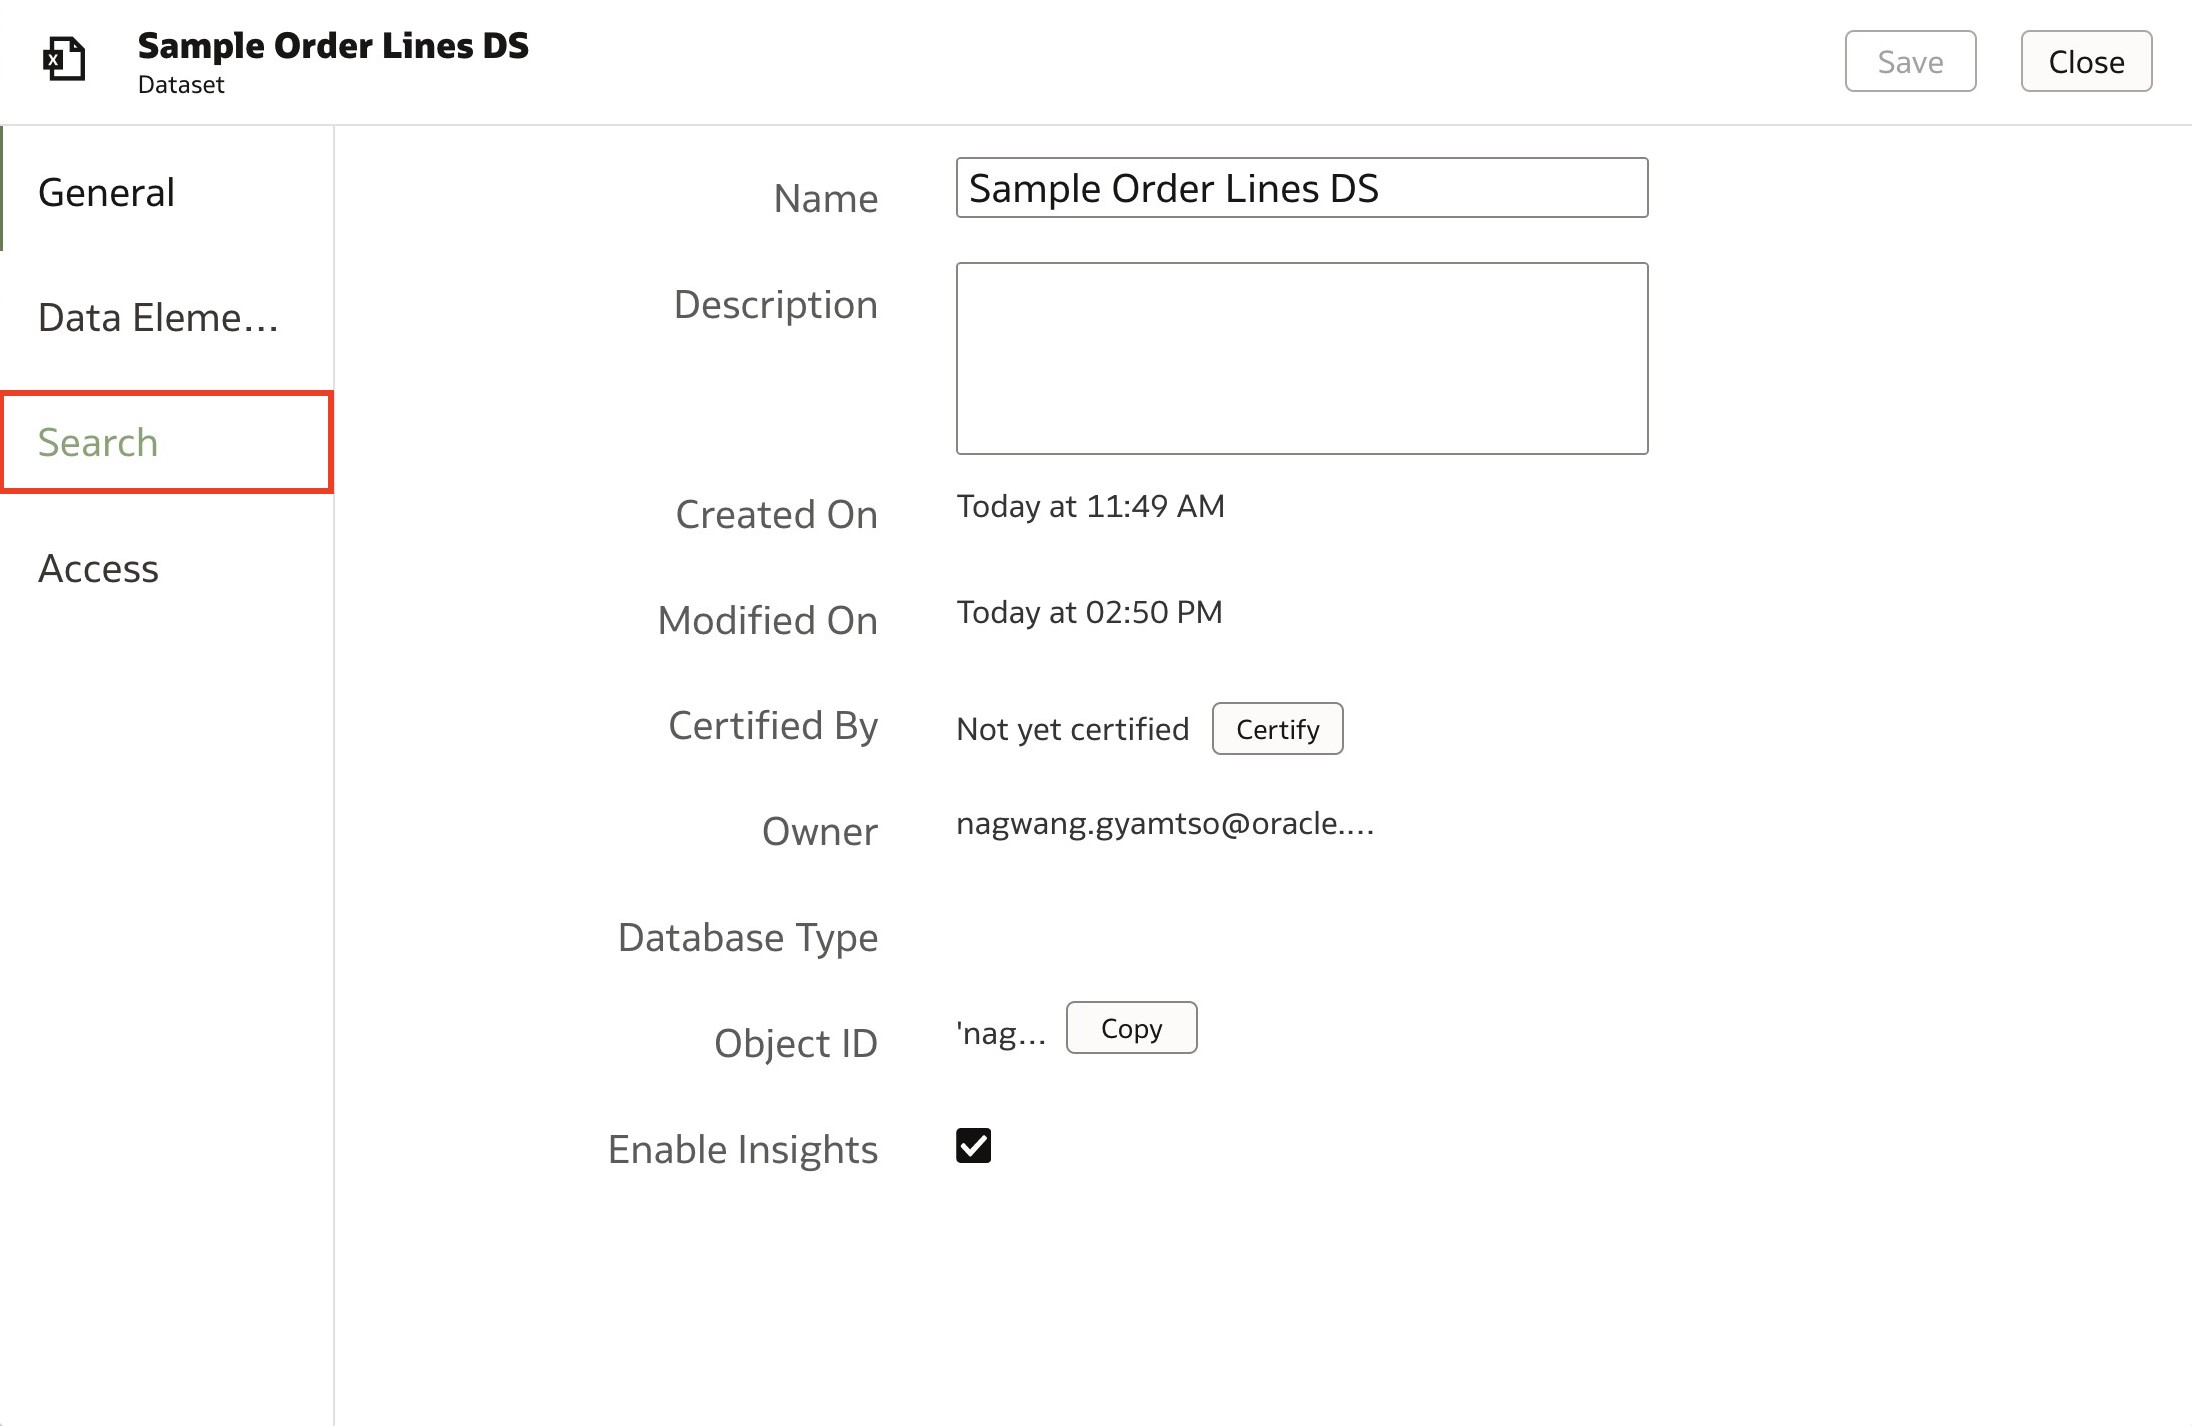 Sample Order Lines DS
Dataset
Save
Close
General
Data Eleme...
Search
Access
Name
Sample Order Lines DS
Description
Created On
Today at 11:49 AM
Modified On
Today at 02:50 PM
Certified By
Not yet certified
Certify
Owner
nagwang.gyamtso@oracle....
Database Type
Object ID
'nag...
Copy
Enable Insights